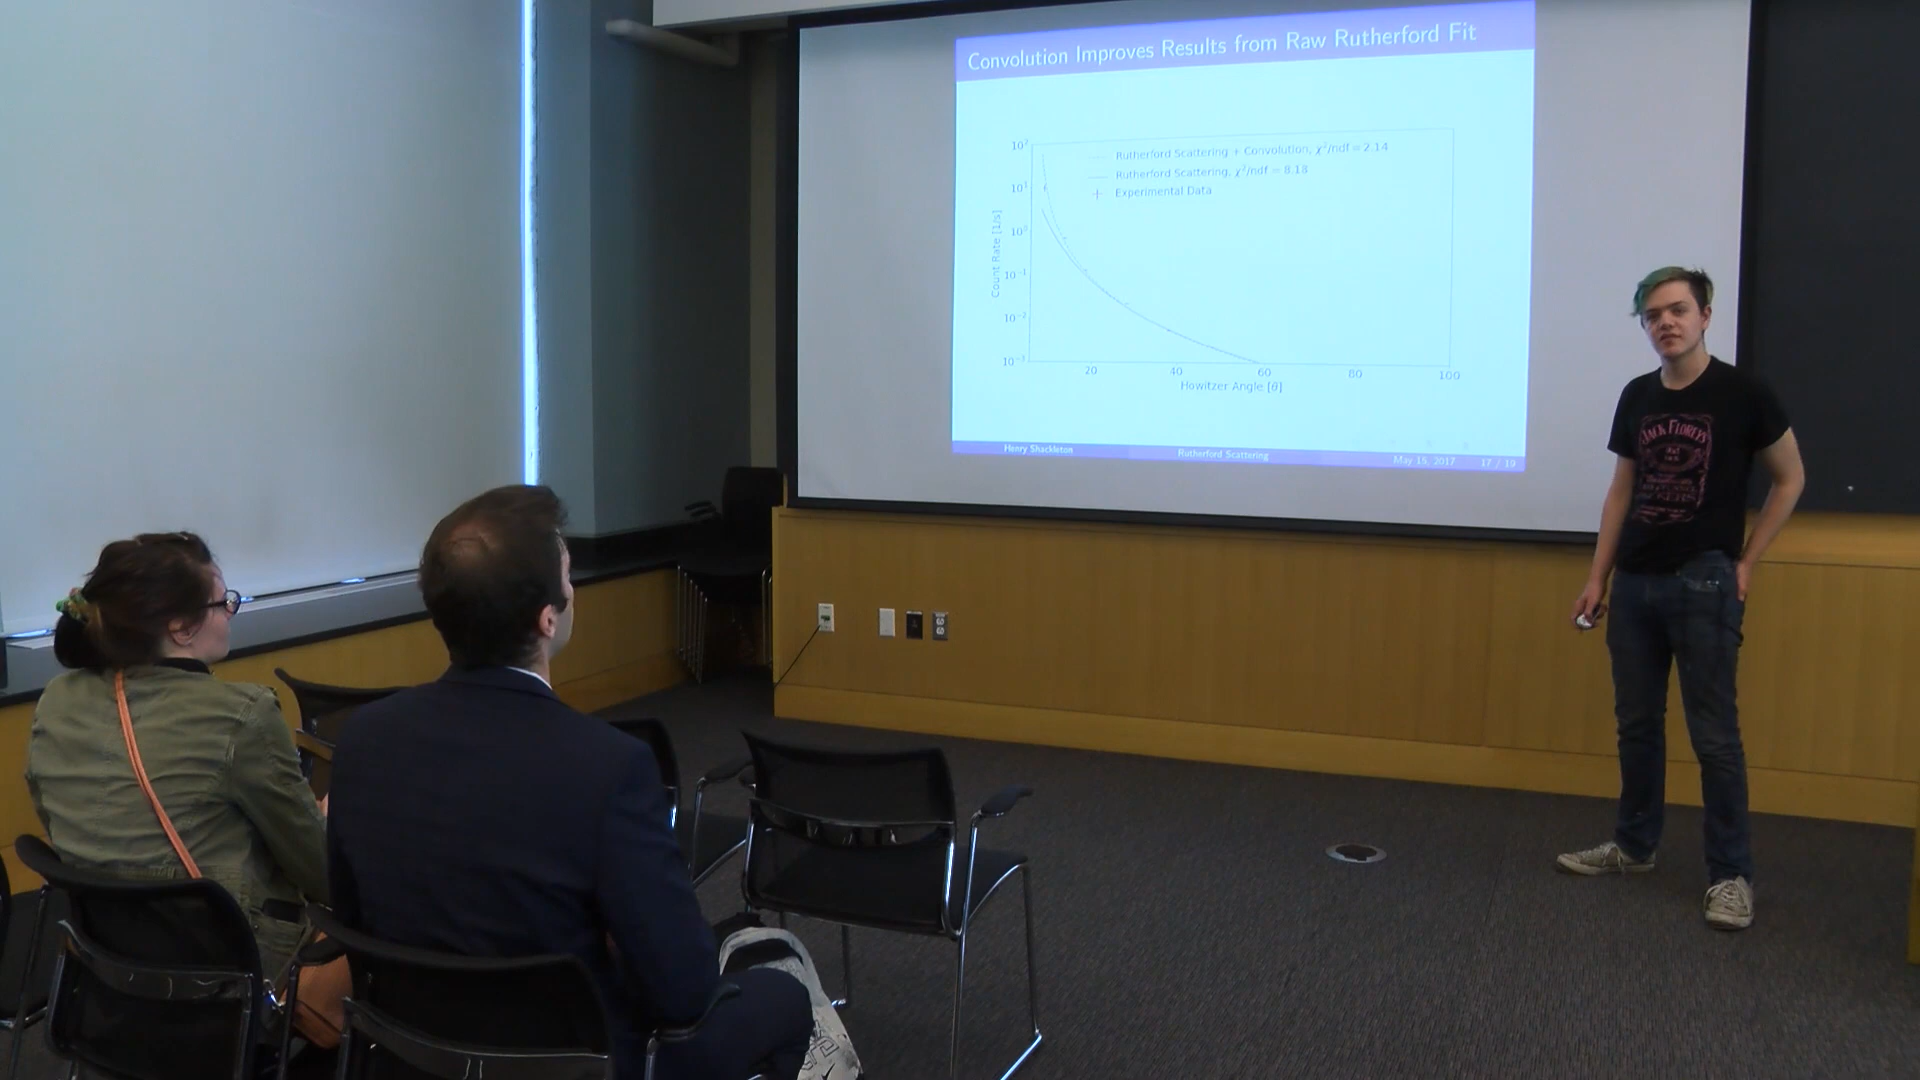 Convolution Improves Results from Raw Rutherford Fit
Rutherford Scattering + Convolution, χ²/ndf = 2.14
Rutherford Scattering, χ²/ndf = 8.18
Experimental Data
10²
10¹
10⁰
10⁻¹
10⁻²
10⁻³
Count Rate [1/s]
20 40 60 80 100
Howitzer Angle [θ]
Henry Shackleton Rutherford Scattering May 15, 2017 17 / 19
JACK FLOREYS